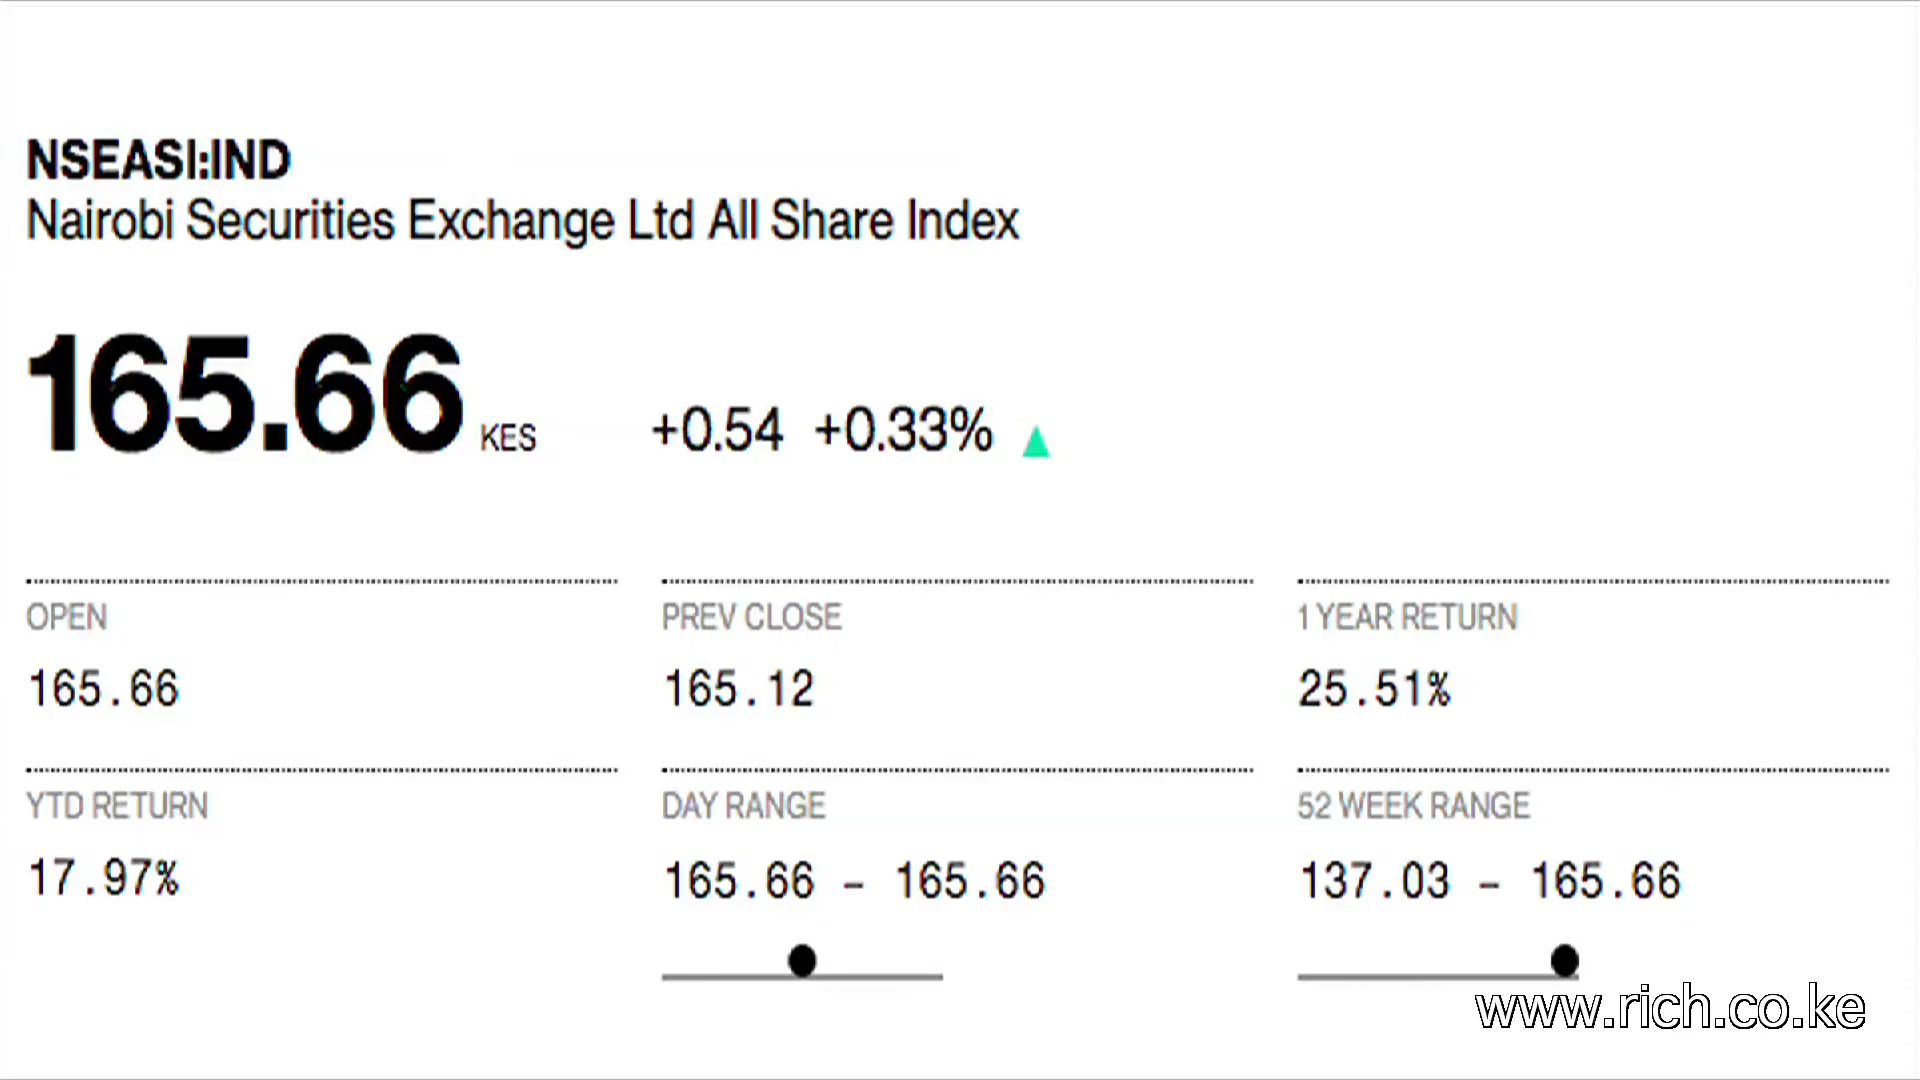 NSEASI:IND
Nairobi Securities Exchange Ltd All Share Index
165.66 KES +0.54 +0.33%
OPEN PREV CLOSE 1 YEAR RETURN
165.66 165.12 25.51%
YTD RETURN DAY RANGE 52 WEEK RANGE
17.97% 165.66 – 165.66 137.03 – 165.66
www.rich.co.ke